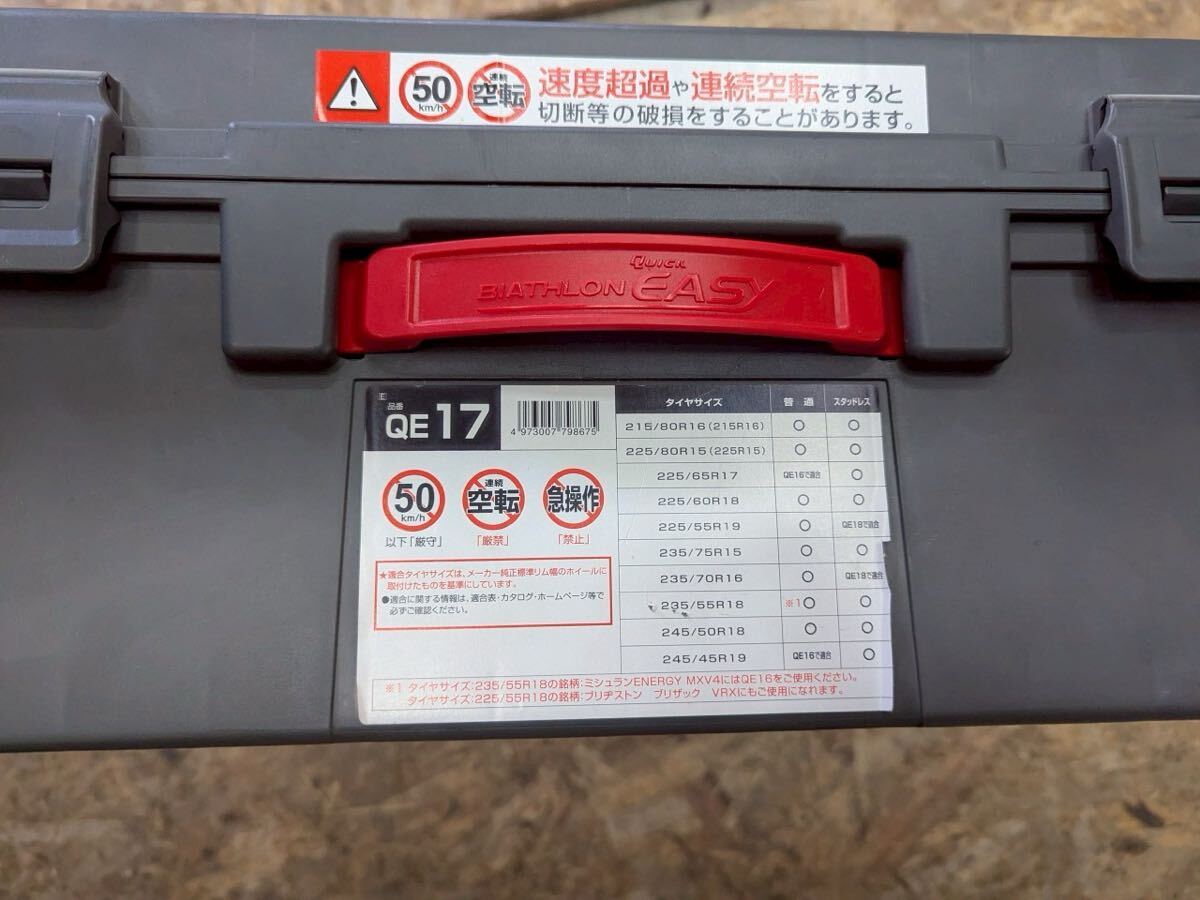 50 km/h 連続 空転 速度超過や連続空転をすると
切断等の破損をすることがあります。
QUICK
BIATHLON EASY
E
品番
QE17
4 973007 798675
50 km/h
以下「厳守」
連続 空転
「厳禁」
急操作
「禁止」
★適合タイヤサイズは、メーカー純正標準リム幅のホイールに
取付けたものを基準にしています。
●適合に関する情報は、適合表・カタログ・ホームページ等で
必ずご確認ください。
タイヤサイズ 普通 スタッドレス
215/80R16(215R16) ○ ○
225/80R15(225R15) ○ ○
225/65R17 QE16で適合 ○
225/60R18 ○ ○
225/55R19 ○ QE18で適合
235/75R15 ○ ○
235/70R16 ○ QE18で適合
235/55R18 ※1○ ○
245/50R18 ○ ○
245/45R19 QE16で適合 ○
※1 タイヤサイズ:235/55R18の銘柄:ミシュランENERGY MXV4にはQE16をご使用ください。
タイヤサイズ:225/55R18の銘柄:ブリヂストン ブリザック VRXにもご使用になれます。